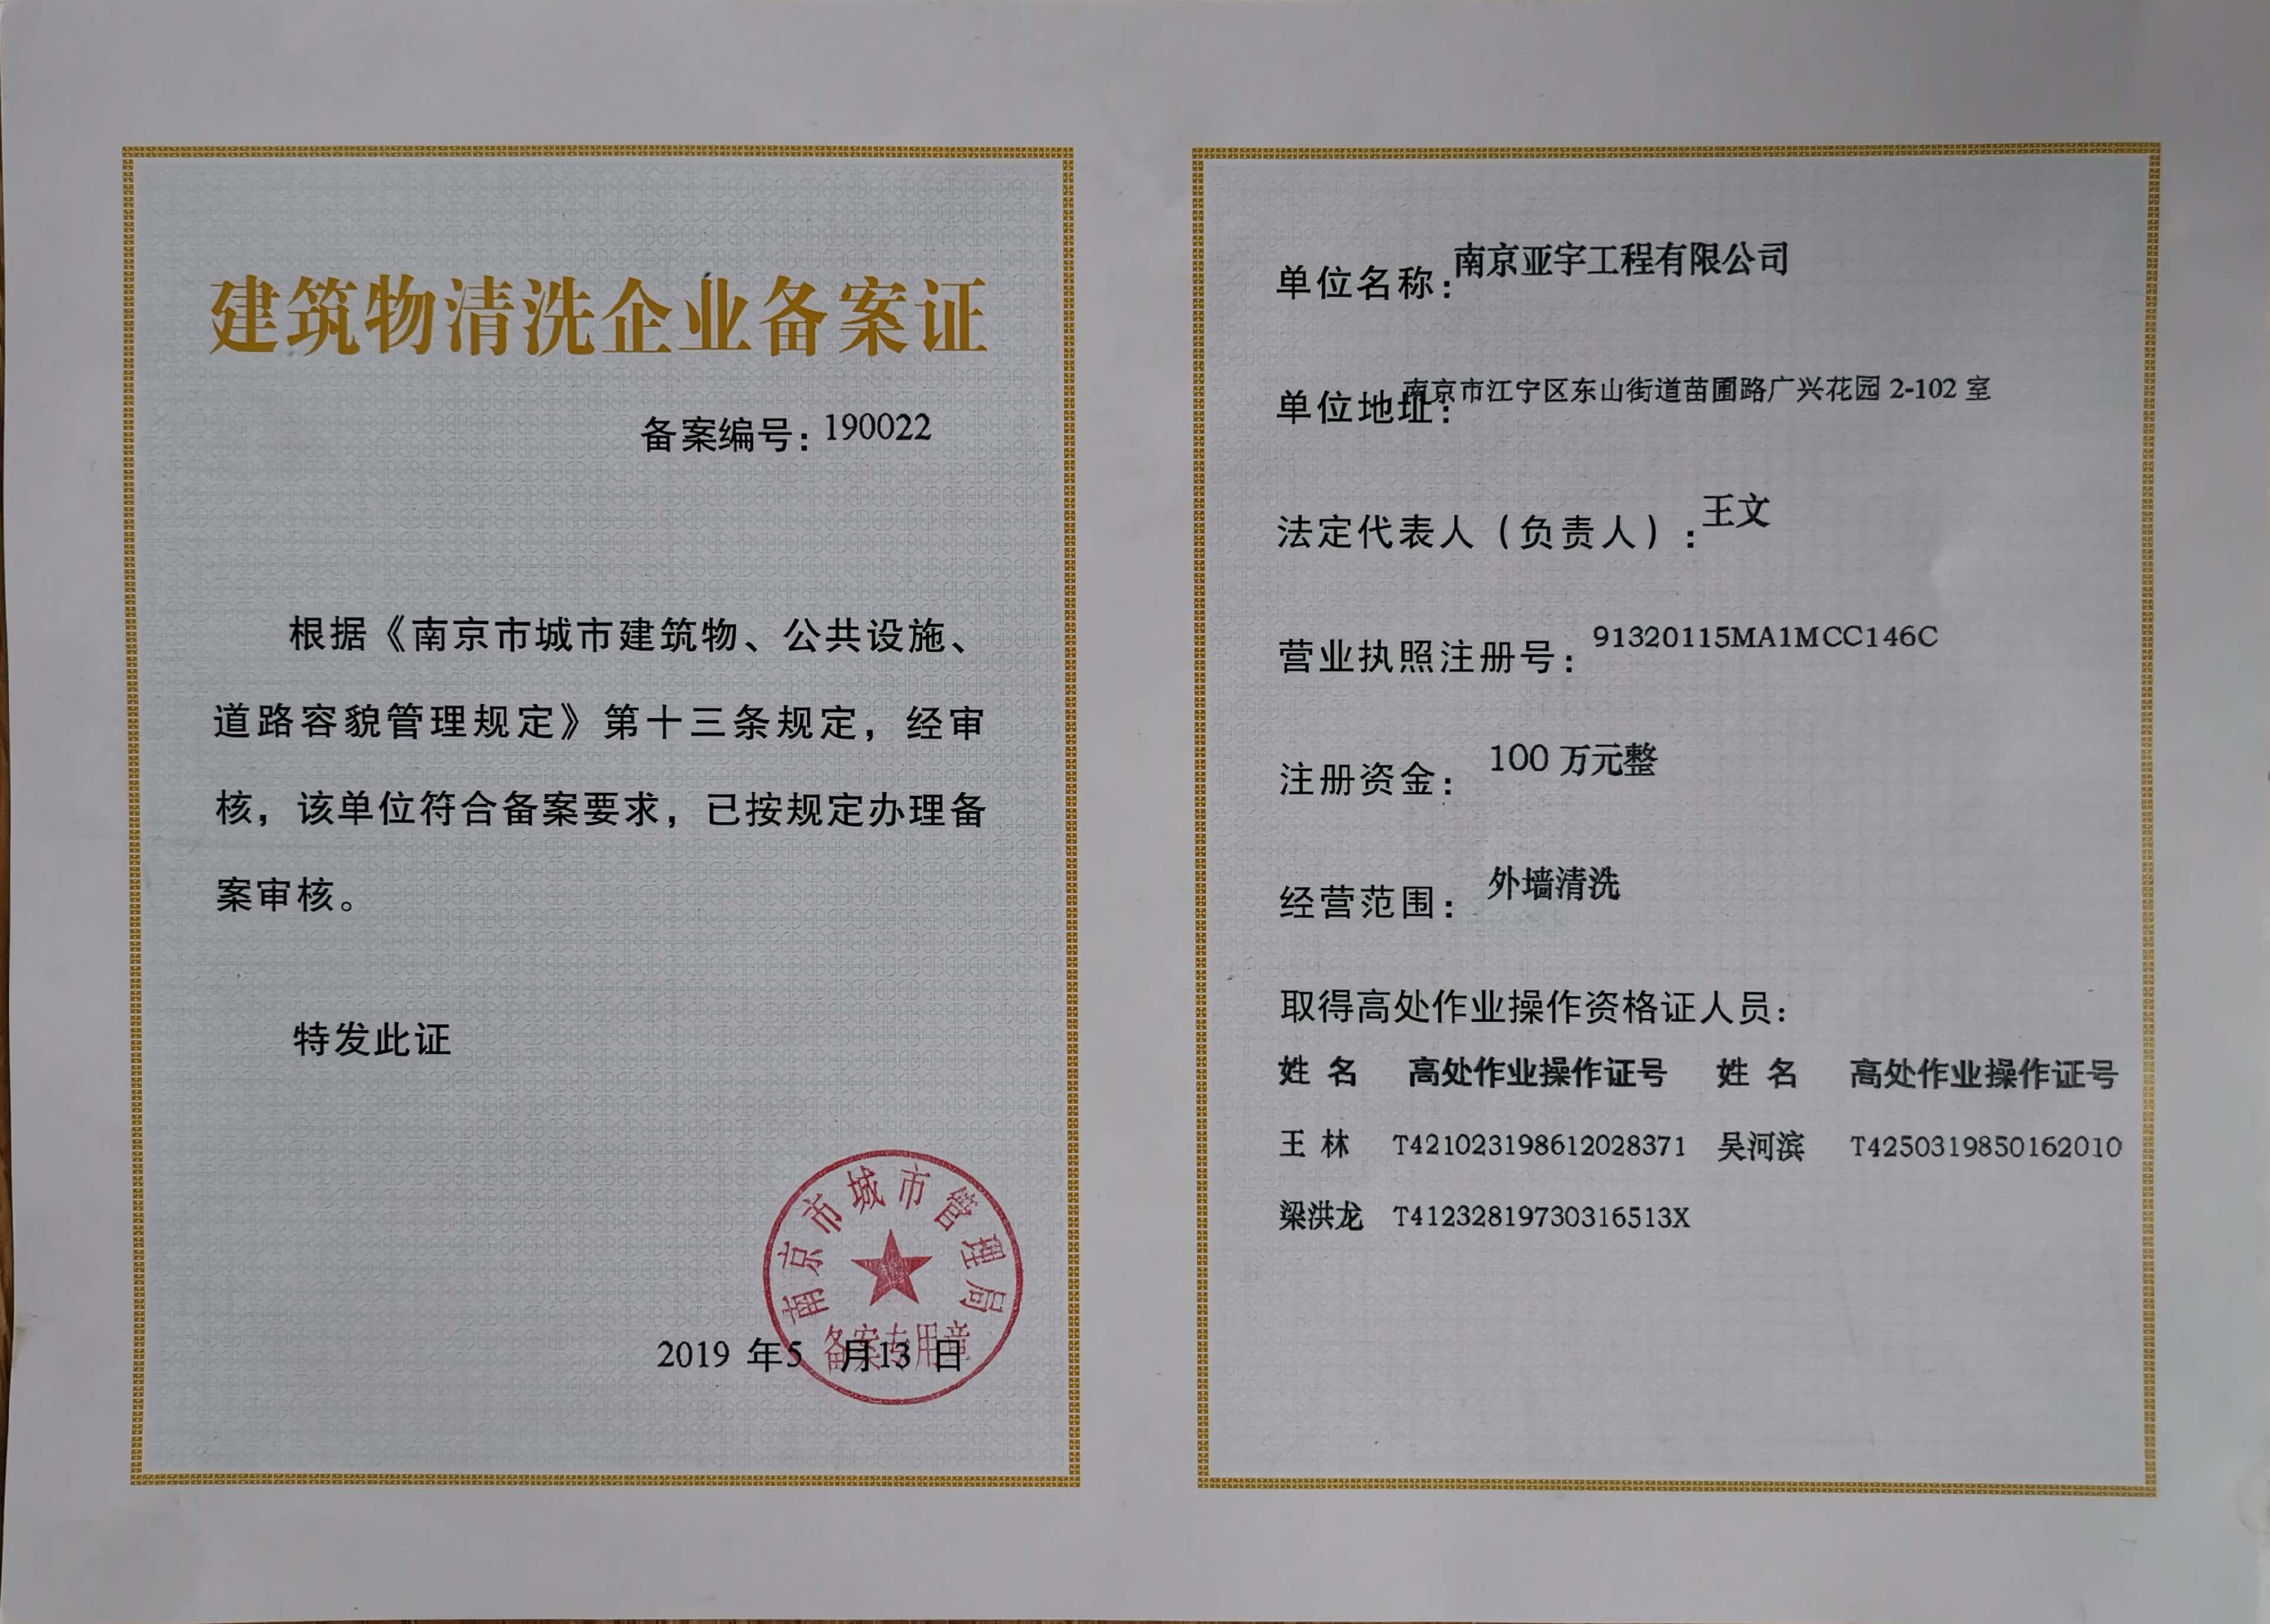 建筑物清洗企业备案证
备案编号：190022
根据《南京市城市建筑物、公共设施、
道路容貌管理规定》第十三条规定，经审
核，该单位符合备案要求，已按规定办理备
案审核。
特发此证
南京市城市管理局
备案专用章
2019 年5 月13 日
单位名称：南京亚宇工程有限公司
单位地址：南京市江宁区东山街道苗圃路广兴花园 2-102 室
法定代表人（负责人）：王文
营业执照注册号：91320115MA1MCC146C
注册资金：100 万元整
经营范围：外墙清洗
取得高处作业操作资格证人员：
姓 名 高处作业操作证号 姓 名 高处作业操作证号
王 林 T421023198612028371 吴河滨 T4250319850162010
梁洪龙 T41232819730316513X